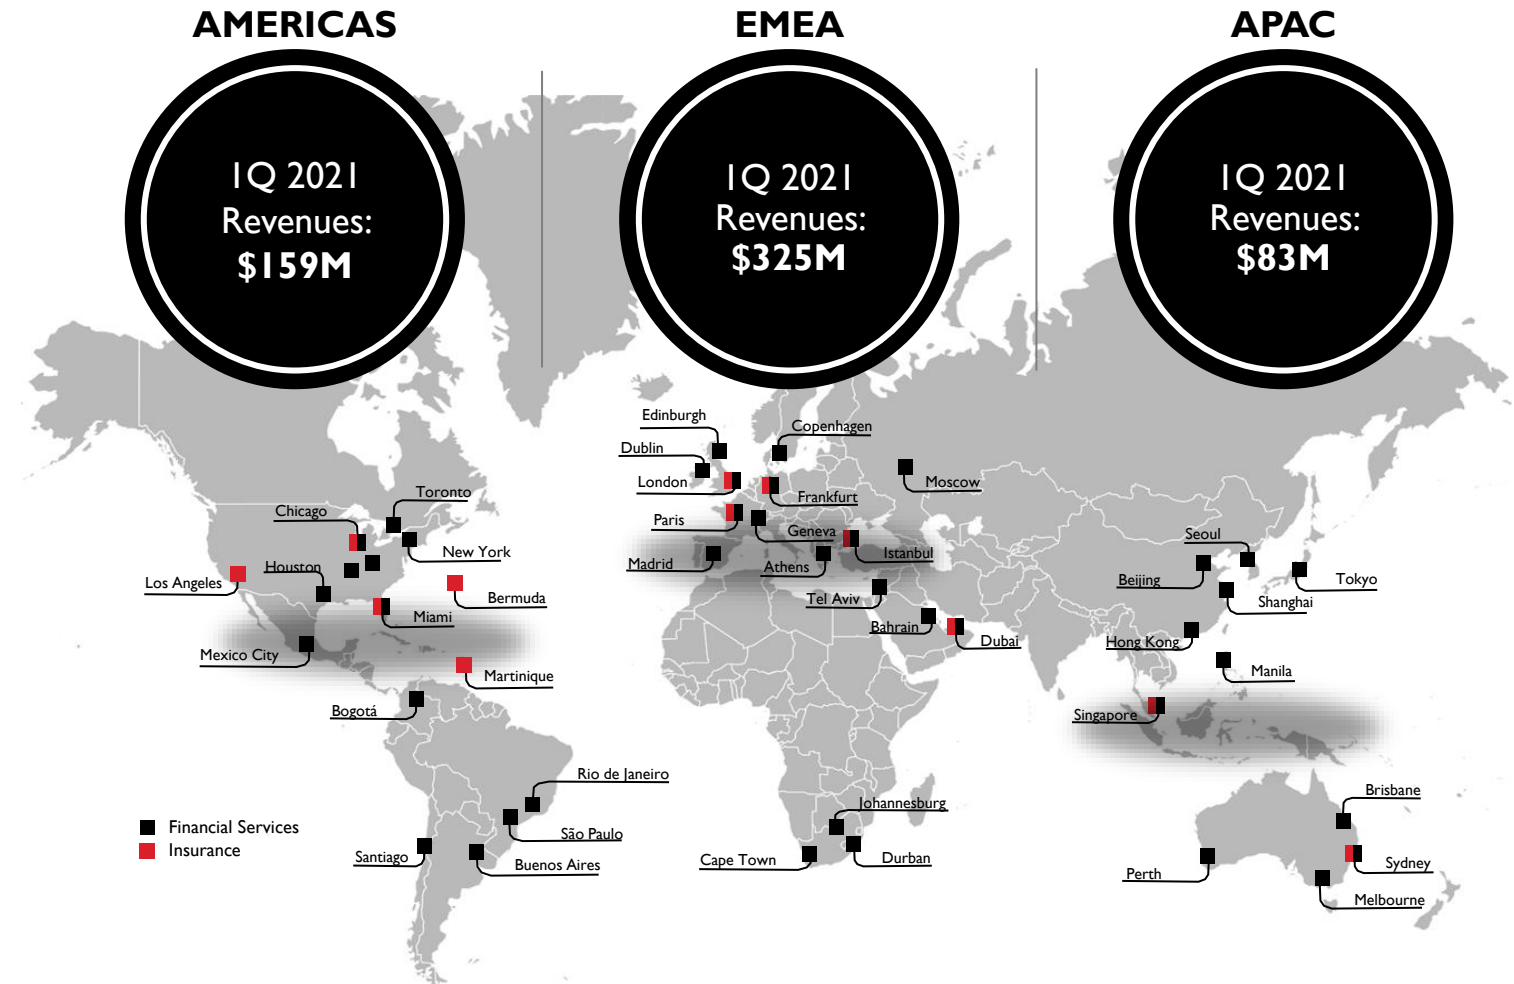 AMERICAS
EMEA
APAC
1Q 2021
Revenues:
$159M
1Q 2021
Revenues:
$325M
1Q 2021
Revenues:
$83M
Toronto
Chicago
New York
Houston
Los Angeles
Bermuda
Miami
Mexico City
Martinique
Bogotá
Rio de Janeiro
São Paulo
Santiago
Buenos Aires
Financial Services
Insurance
Edinburgh
Copenhagen
Dublin
London
Moscow
Frankfurt
Paris
Geneva
Istanbul
Madrid
Athens
Tel Aviv
Bahrain
Dubai
Johannesburg
Cape Town
Durban
Seoul
Beijing
Tokyo
Shanghai
Hong Kong
Manila
Singapore
Brisbane
Perth
Sydney
Melbourne